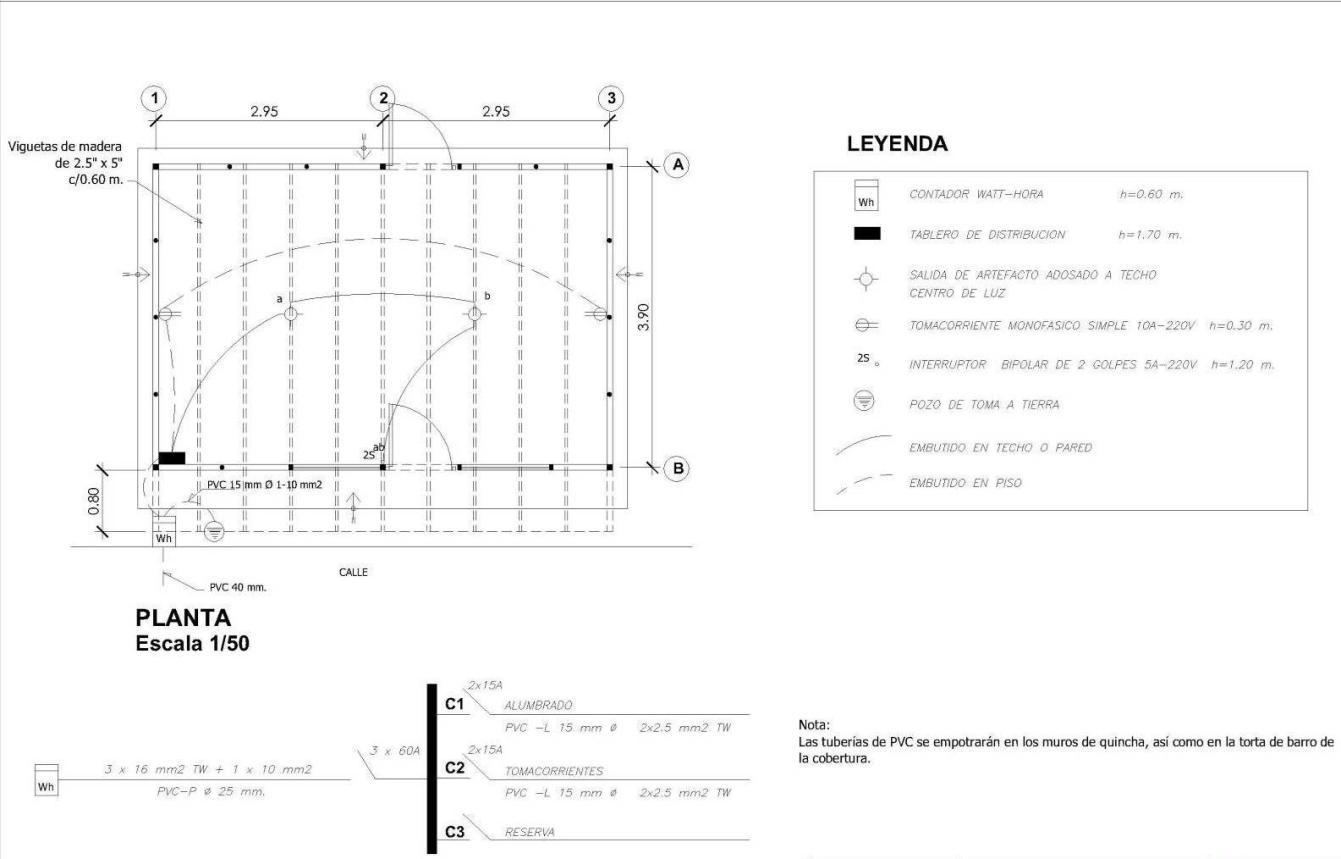 1
2
3
2.95
2.95
Viguetas de madera
de 2.5" x 5"
c/0.60 m.
A
a
b
3.90
ab
2S
B
0.80
PVC 15 mm Ø 1-10 mm2
Wh
CALLE
PVC 40 mm.
PLANTA
Escala 1/50
LEYENDA
Wh CONTADOR WATT-HORA h=0.60 m.
TABLERO DE DISTRIBUCION h=1.70 m.
SALIDA DE ARTEFACTO ADOSADO A TECHO
CENTRO DE LUZ
TOMACORRIENTE MONOFASICO SIMPLE 10A-220V h=0.30 m.
2S INTERRUPTOR BIPOLAR DE 2 GOLPES 5A-220V h=1.20 m.
POZO DE TOMA A TIERRA
EMBUTIDO EN TECHO O PARED
EMBUTIDO EN PISO
Wh
3 x 16 mm2 TW + 1 x 10 mm2
PVC-P ø 25 mm.
3 x 60A
2x15A
C1 ALUMBRADO
PVC -L 15 mm ø 2x2.5 mm2 TW
2x15A
C2 TOMACORRIENTES
PVC -L 15 mm ø 2x2.5 mm2 TW
C3 RESERVA
Nota:
Las tuberías de PVC se empotrarán en los muros de quincha, así como en la torta de barro de
la cobertura.